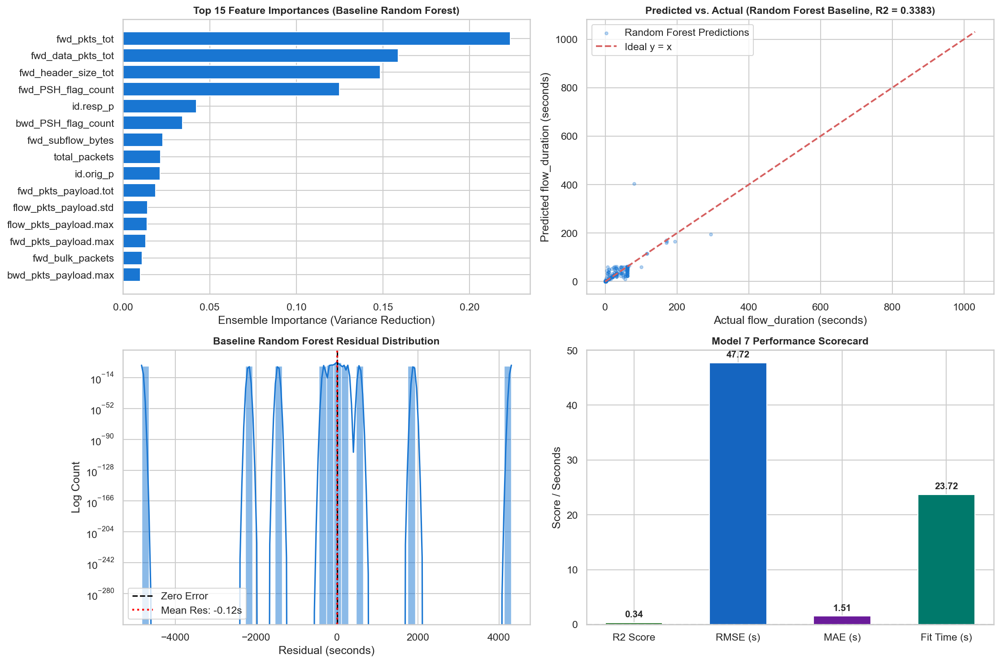 Top 15 Feature Importances (Baseline Random Forest)
fwd_pkts_tot
fwd_data_pkts_tot
fwd_header_size_tot
fwd_PSH_flag_count
id.resp_p
bwd_PSH_flag_count
fwd_subflow_bytes
total_packets
id.orig_p
fwd_pkts_payload.tot
flow_pkts_payload.std
flow_pkts_payload.max
fwd_pkts_payload.max
fwd_bulk_packets
bwd_pkts_payload.max
0.00 0.05 0.10 0.15 0.20
Ensemble Importance (Variance Reduction)
Predicted vs. Actual (Random Forest Baseline, R2 = 0.3383)
Random Forest Predictions
Ideal y = x
Predicted flow_duration (seconds)
1000
800
600
400
200
0
0 200 400 600 800 1000
Actual flow_duration (seconds)
Baseline Random Forest Residual Distribution
Log Count
10^−14
10^−52
10^−90
10^−128
10^−166
10^−204
10^−242
10^−280
Zero Error
Mean Res: -0.12s
−4000 −2000 0 2000 4000
Residual (seconds)
Model 7 Performance Scorecard
Score / Seconds
50
40
30
20
10
0
0.34
47.72
1.51
23.72
R2 Score RMSE (s) MAE (s) Fit Time (s)